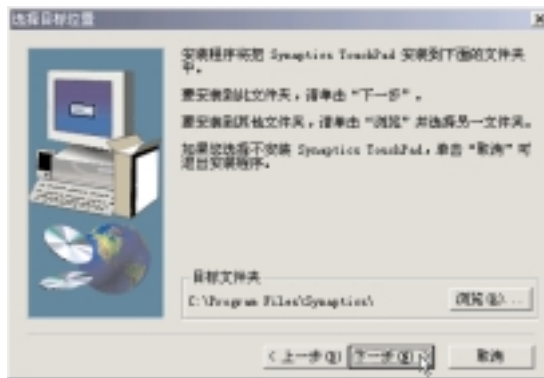 选择目标位置
安装程序将把 Synaptics TouchPad 安装到下面的文件夹
中。
要安装到此文件夹，请单击“下一步”。
要安装到其他文件夹，请单击“浏览”并选择另一文件夹。
如果您选择不安装 Synaptics TouchPad，单击“取消”可
退出安装程序。
目标文件夹
C:\Program Files\Synaptics\
浏览(R)...
< 上一步(B) 下一步(N) > 取消